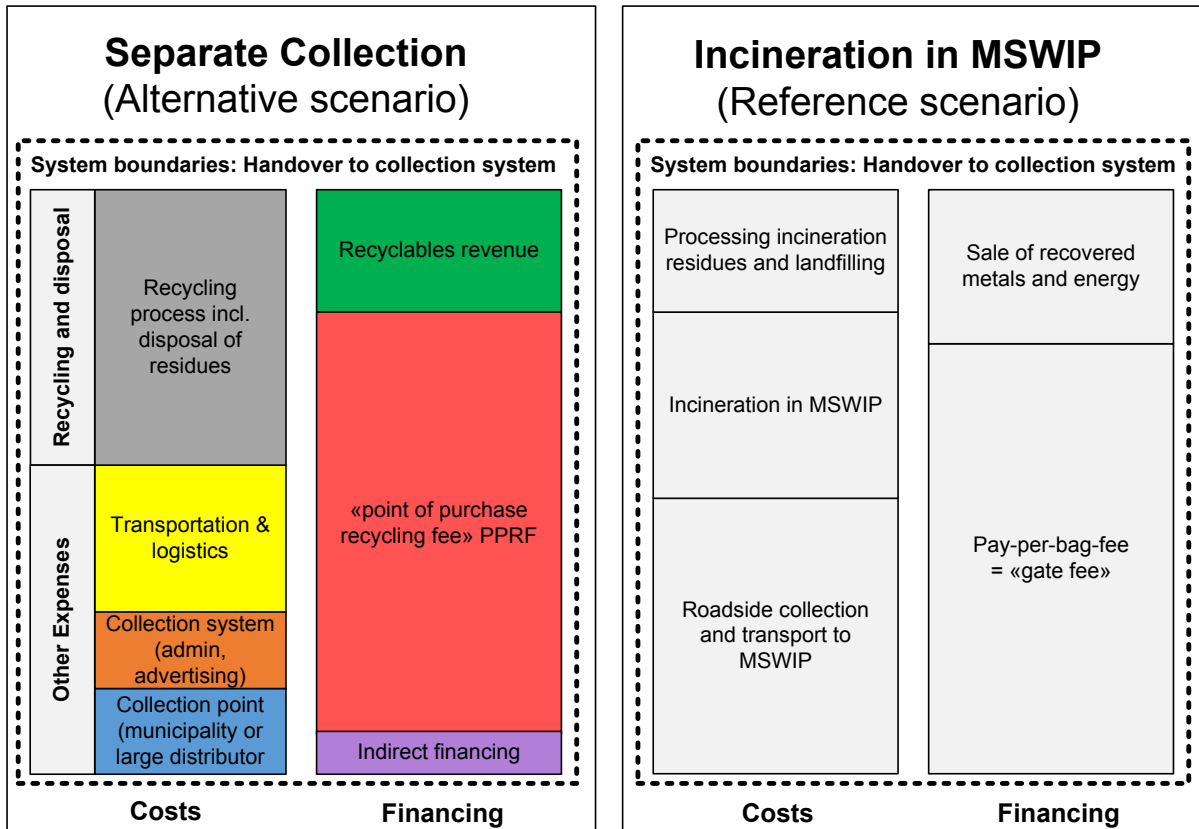 Separate Collection
(Alternative scenario)
System boundaries: Handover to collection system
Recycling and disposal
Other Expenses
Recycling
process incl.
disposal of
residues
Transportation &
logistics
Collection system
(admin,
advertising)
Collection point
(municipality or
large distributor
Recyclables revenue
«point of purchase
recycling fee» PPRF
Indirect financing
Costs
Financing
Incineration in MSWIP
(Reference scenario)
System boundaries: Handover to collection system
Processing incineration
residues and landfilling
Incineration in MSWIP
Roadside collection
and transport to
MSWIP
Sale of recovered
metals and energy
Pay-per-bag-fee
= «gate fee»
Costs
Financing